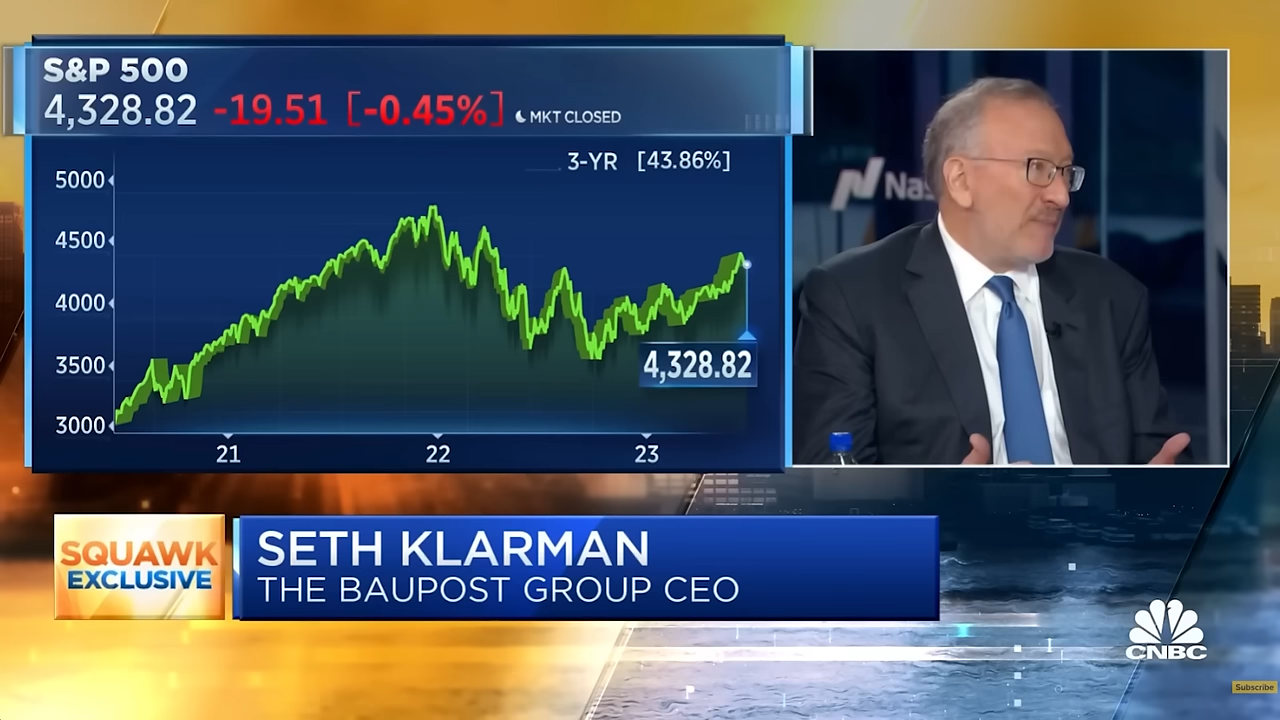 S&P 500
4,328.82 -19.51 [-0.45%] MKT CLOSED
3-YR [43.86%]
5000
4500
4000
3500
3000
4,328.82
21 22 23
Nas
SQUAWK
EXCLUSIVE
SETH KLARMAN
THE BAUPOST GROUP CEO
CNBC
Subscribe